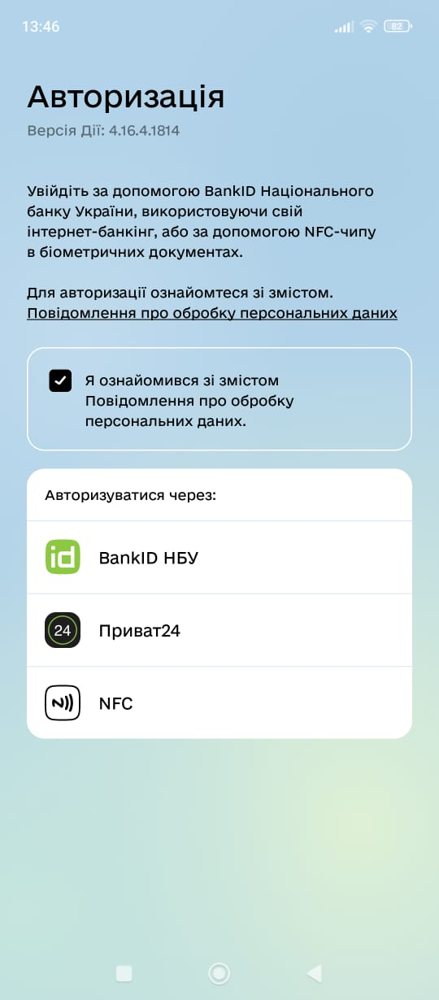 13:46
82
Авторизація
Версія Дії: 4.16.4.1814
Увійдіть за допомогою BankID Національного
банку України, використовуючи свій
інтернет-банкінг, або за допомогою NFC-чипу
в біометричних документах.
Для авторизації ознайомтеся зі змістом.
Повідомлення про обробку персональних даних
Я ознайомився зі змістом
Повідомлення про обробку
персональних даних.
Авторизуватися через:
id
BankID НБУ
24
Приват24
NFC